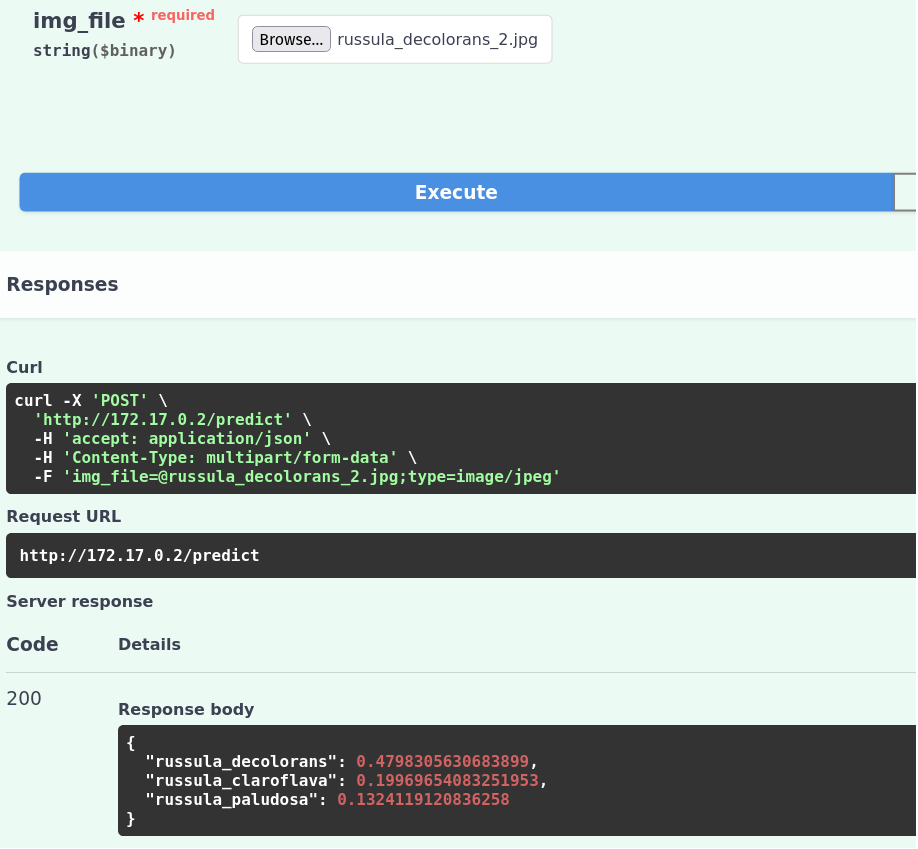 img_file * required
string($binary)
Browse... russula_decolorans_2.jpg
Execute
Responses
Curl
curl -X 'POST' \
  'http://172.17.0.2/predict' \
  -H 'accept: application/json' \
  -H 'Content-Type: multipart/form-data' \
  -F 'img_file=@russula_decolorans_2.jpg;type=image/jpeg'
Request URL
http://172.17.0.2/predict
Server response
Code Details
200
Response body
{
  "russula_decolorans": 0.4798305630683899,
  "russula_claroflava": 0.19969654083251953,
  "russula_paludosa": 0.1324119120836258
}